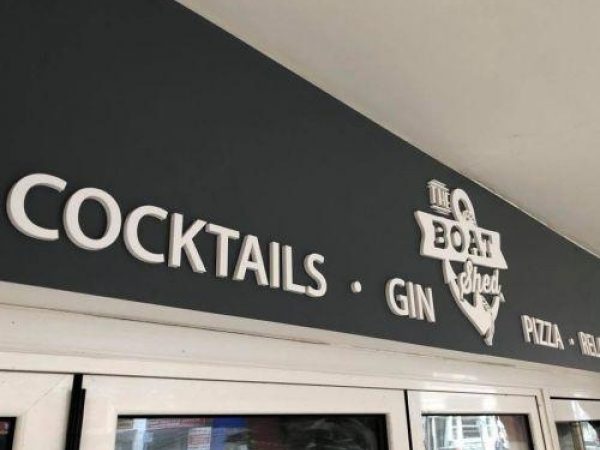 COCKTAILS · GIN
THE
BOAT
Shed
PIZZA ·